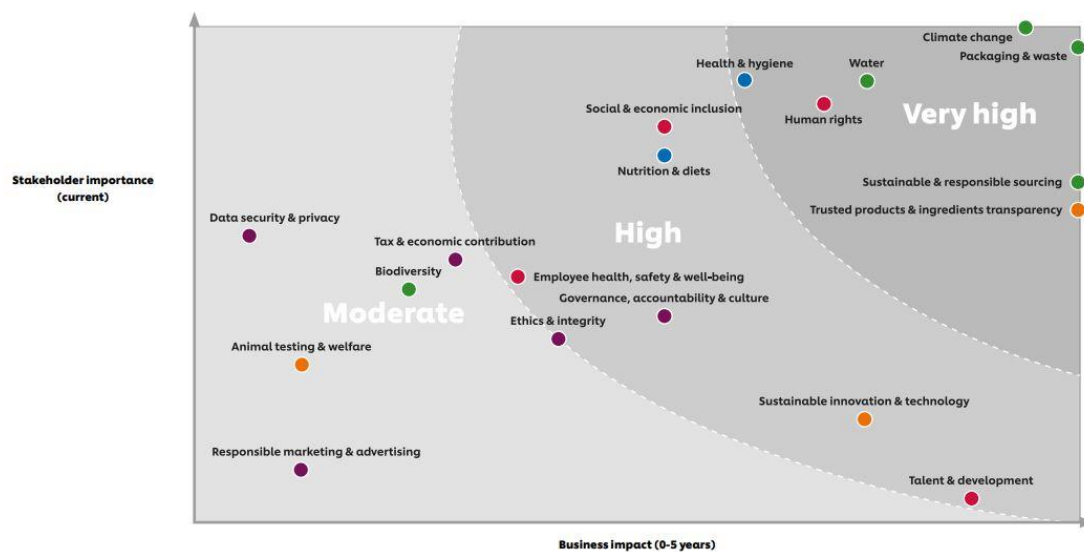 Climate change
Packaging & waste
Health & hygiene
Water
Social & economic inclusion
Human rights
Very high
Nutrition & diets
Stakeholder importance
(current)
Sustainable & responsible sourcing
Trusted products & ingredients transparency
Data security & privacy
High
Tax & economic contribution
Biodiversity
Employee health, safety & well-being
Governance, accountability & culture
Moderate
Ethics & integrity
Animal testing & welfare
Sustainable innovation & technology
Responsible marketing & advertising
Talent & development
Business impact (0-5 years)